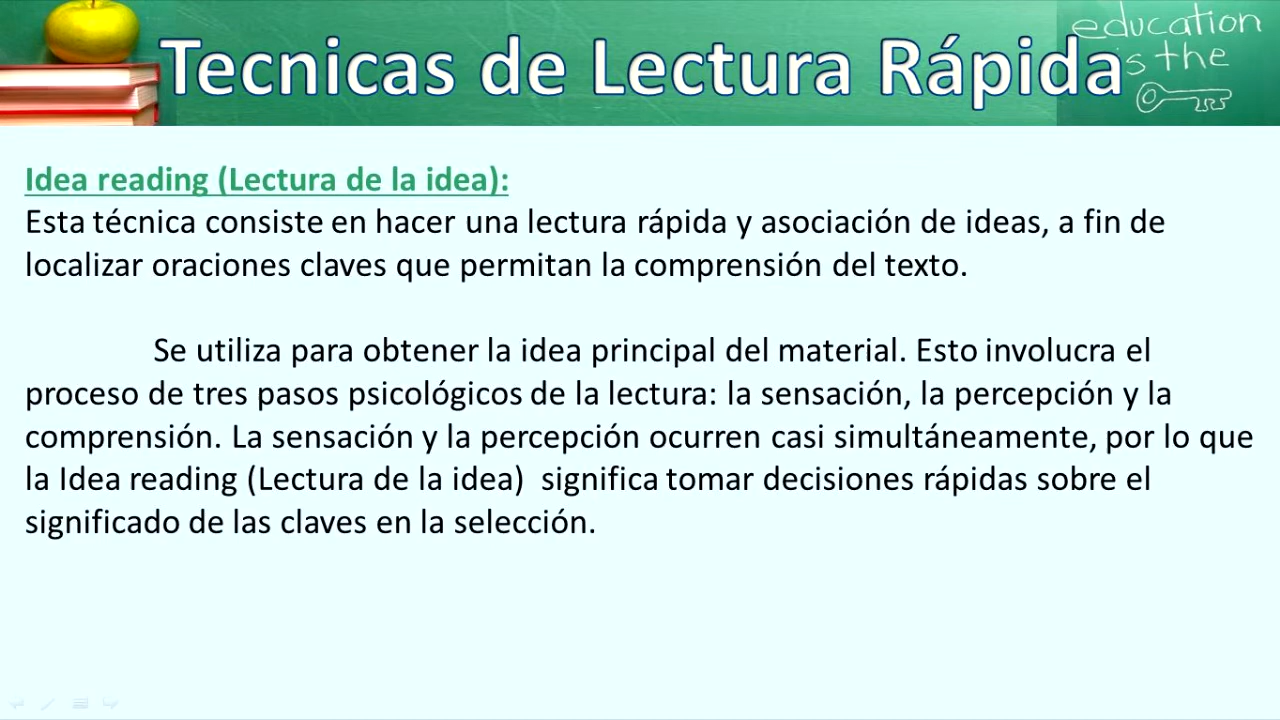 Tecnicas de Lectura Rápida
education
is the
Idea reading (Lectura de la idea):
Esta técnica consiste en hacer una lectura rápida y asociación de ideas, a fin de
localizar oraciones claves que permitan la comprensión del texto.
Se utiliza para obtener la idea principal del material. Esto involucra el
proceso de tres pasos psicológicos de la lectura: la sensación, la percepción y la
comprensión. La sensación y la percepción ocurren casi simultáneamente, por lo que
la Idea reading (Lectura de la idea) significa tomar decisiones rápidas sobre el
significado de las claves en la selección.